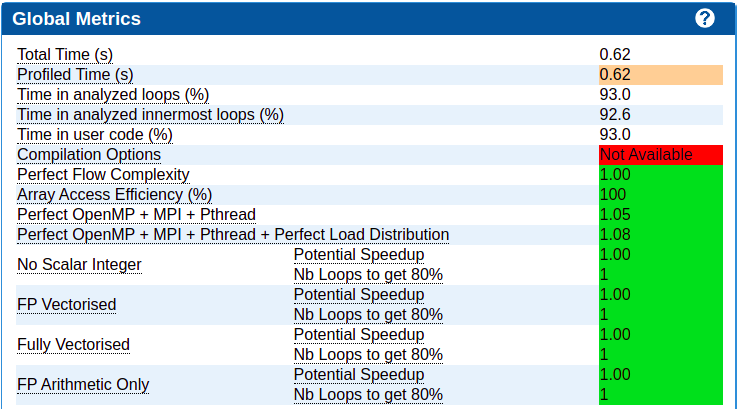 Global Metrics ?
Total Time (s) 0.62
Profiled Time (s) 0.62
Time in analyzed loops (%) 93.0
Time in analyzed innermost loops (%) 92.6
Time in user code (%) 93.0
Compilation Options Not Available
Perfect Flow Complexity 1.00
Array Access Efficiency (%) 100
Perfect OpenMP + MPI + Pthread 1.05
Perfect OpenMP + MPI + Pthread + Perfect Load Distribution 1.08
No Scalar Integer
Potential Speedup 1.00
Nb Loops to get 80% 1
FP Vectorised
Potential Speedup 1.00
Nb Loops to get 80% 1
Fully Vectorised
Potential Speedup 1.00
Nb Loops to get 80% 1
FP Arithmetic Only
Potential Speedup 1.00
Nb Loops to get 80% 1